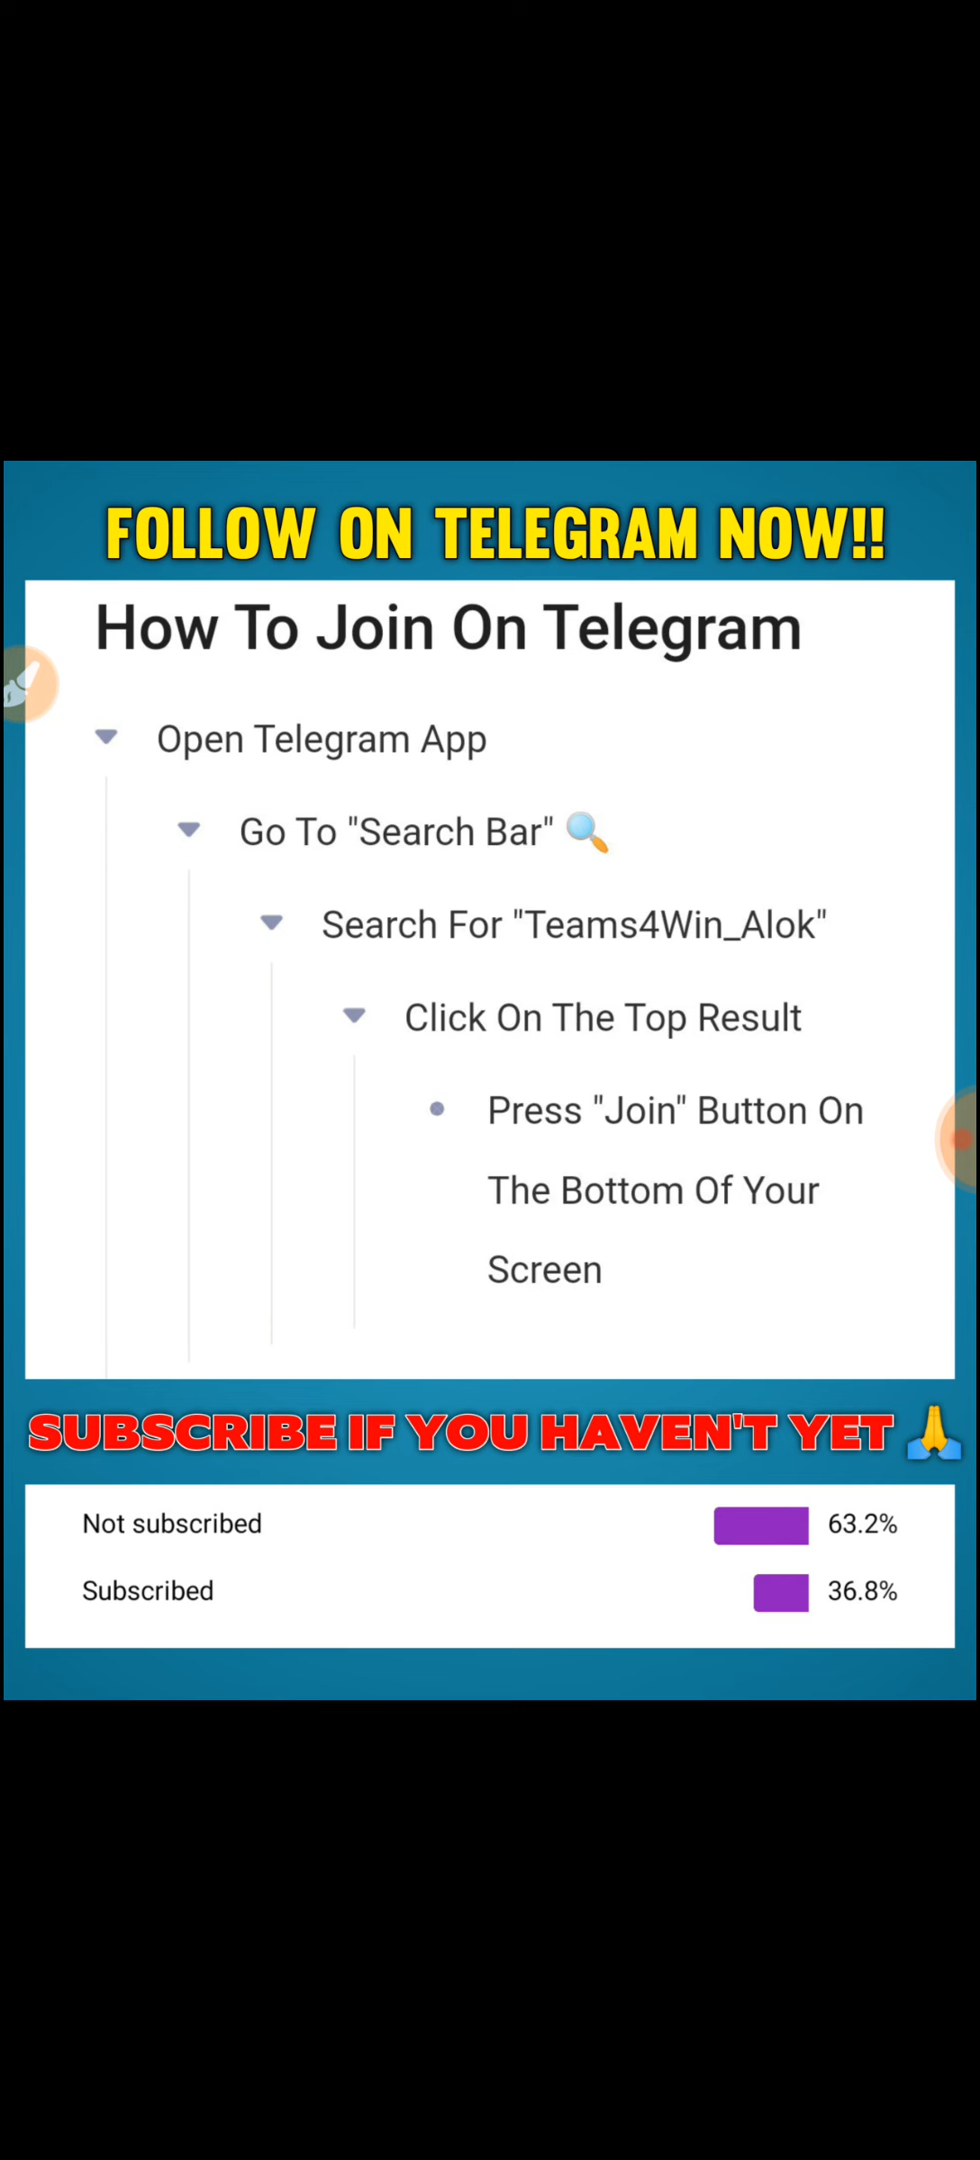 FOLLOW ON TELEGRAM NOW!!
How To Join On Telegram
Open Telegram App
Go To "Search Bar" 🔍
Search For "Teams4Win_Alok"
Click On The Top Result
Press "Join" Button On
The Bottom Of Your
Screen
SUBSCRIBE IF YOU HAVEN'T YET 🙏
Not subscribed 63.2%
Subscribed 36.8%